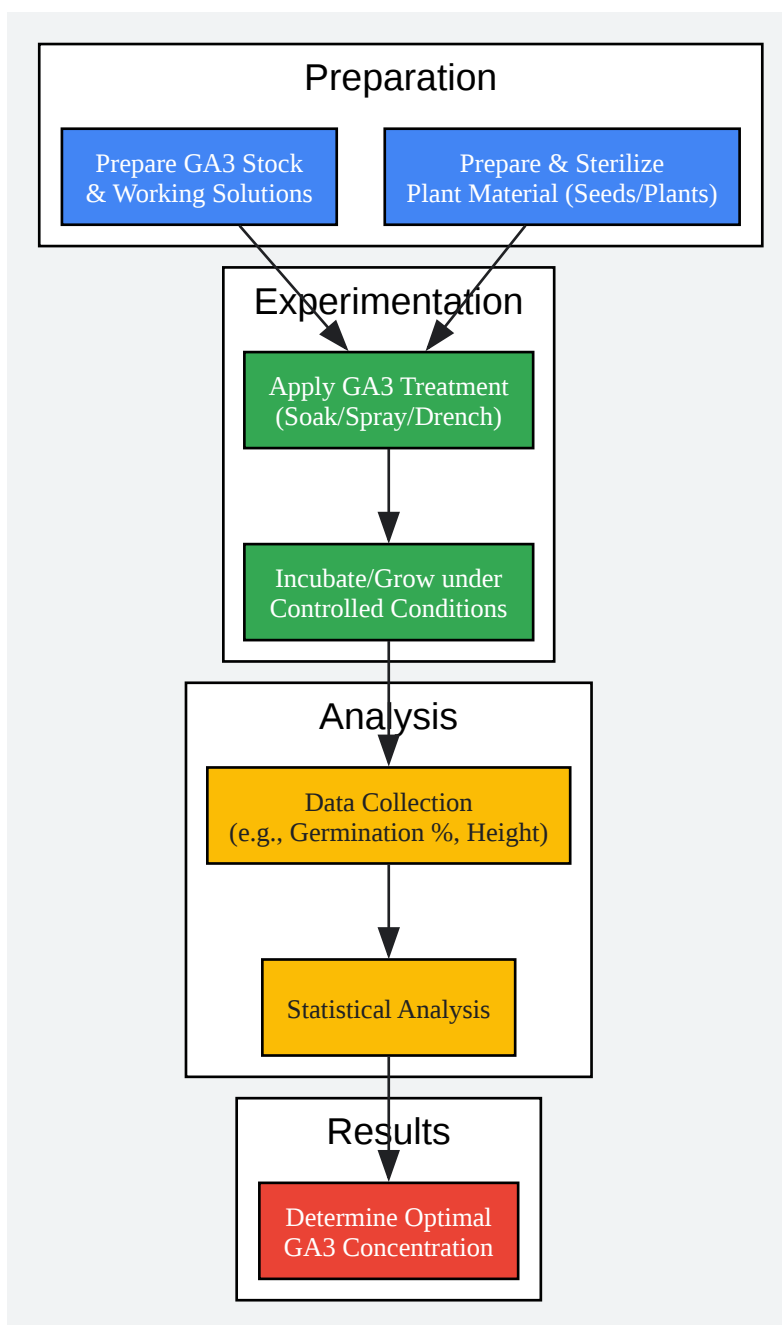 Preparation
Prepare GA3 Stock
& Working Solutions
Prepare & Sterilize
Plant Material (Seeds/Plants)
Experimentation
Apply GA3 Treatment
(Soak/Spray/Drench)
Incubate/Grow under
Controlled Conditions
Analysis
Data Collection
(e.g., Germination %, Height)
Statistical Analysis
Results
Determine Optimal
GA3 Concentration